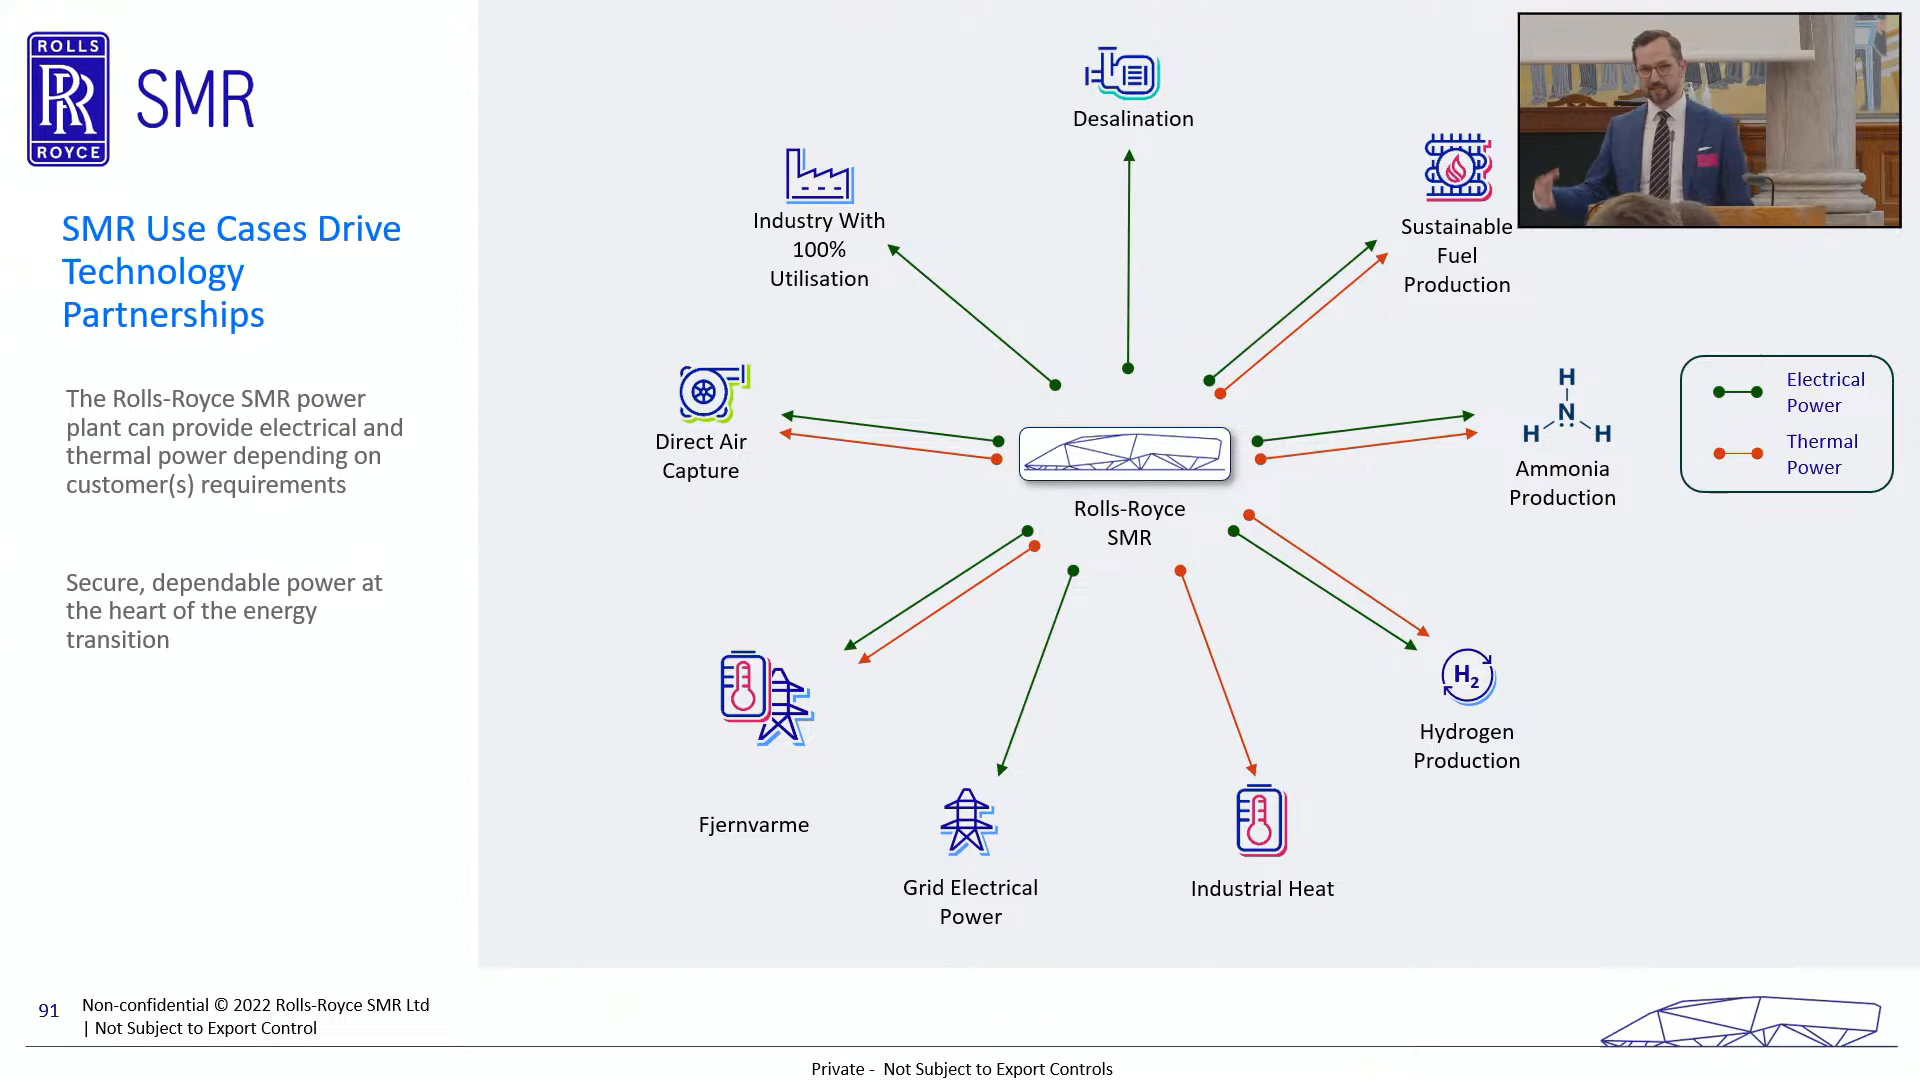 ROLLS
RR
ROYCE
SMR
SMR Use Cases Drive
Technology
Partnerships
The Rolls-Royce SMR power
plant can provide electrical and
thermal power depending on
customer(s) requirements
Secure, dependable power at
the heart of the energy
transition
Desalination
Industry With
100%
Utilisation
Sustainable
Fuel
Production
Direct Air
Capture
Rolls-Royce
SMR
H
N
H
H
Ammonia
Production
Electrical
Power
Thermal
Power
Fjernvarme
Grid Electrical
Power
Industrial Heat
H₂
Hydrogen
Production
91
Non-confidential © 2022 Rolls-Royce SMR Ltd
| Not Subject to Export Control
Private - Not Subject to Export Controls